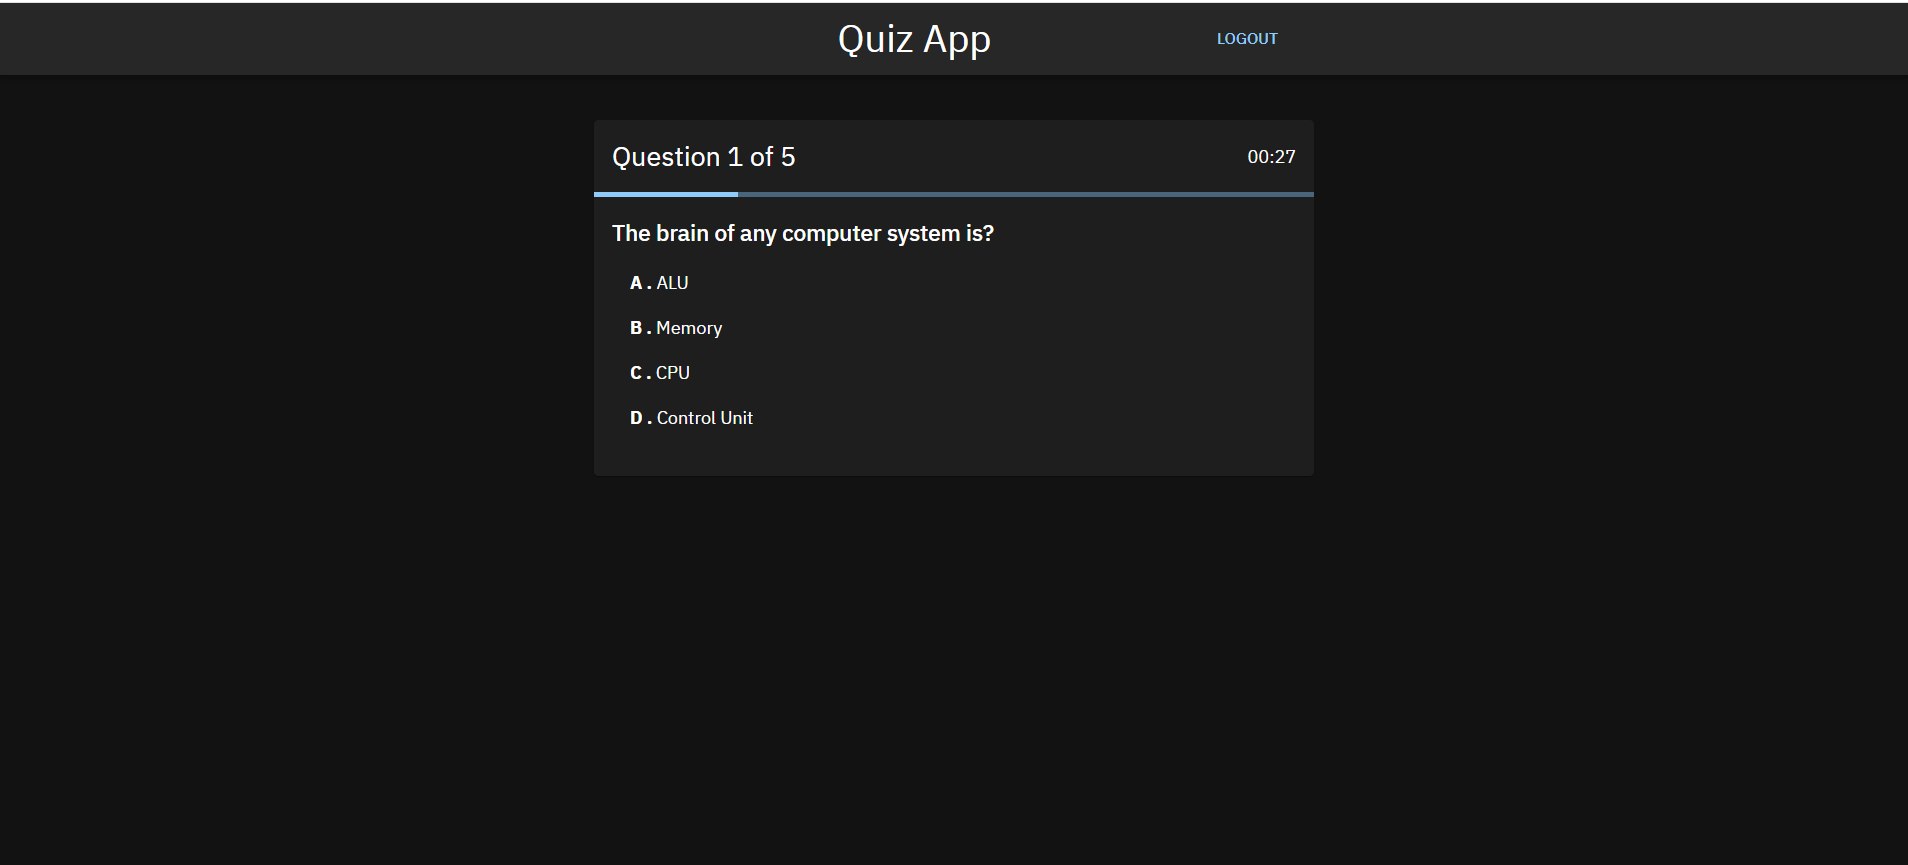 Quiz App LOGOUT
Question 1 of 5 00:27
The brain of any computer system is?
A . ALU
B . Memory
C . CPU
D . Control Unit